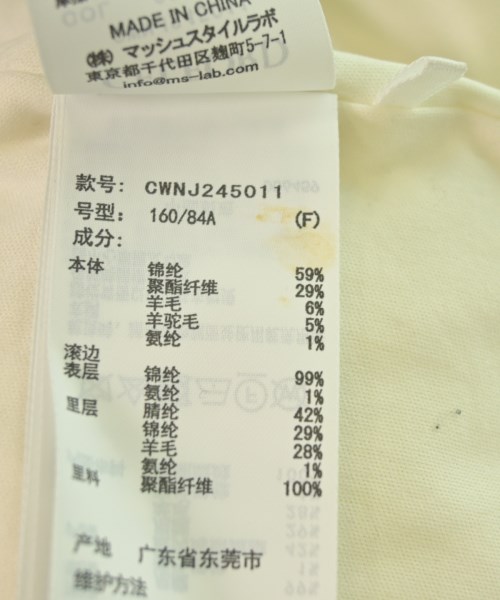 MADE IN CHINA
(株) マッシュスタイルラボ
東京都千代田区麹町5-7-1
info@ms-lab.com
款号: CWNJ245011
号型: 160/84A (F)
成分:
本体 锦纶 59%
聚酯纤维 29%
羊毛 6%
羊驼毛 5%
氨纶 1%
滚边
表层 锦纶 99%
氨纶 1%
里层 腈纶 42%
锦纶 29%
羊毛 28%
氨纶 1%
里料 聚酯纤维 100%
产地 广东省东莞市
维护方法